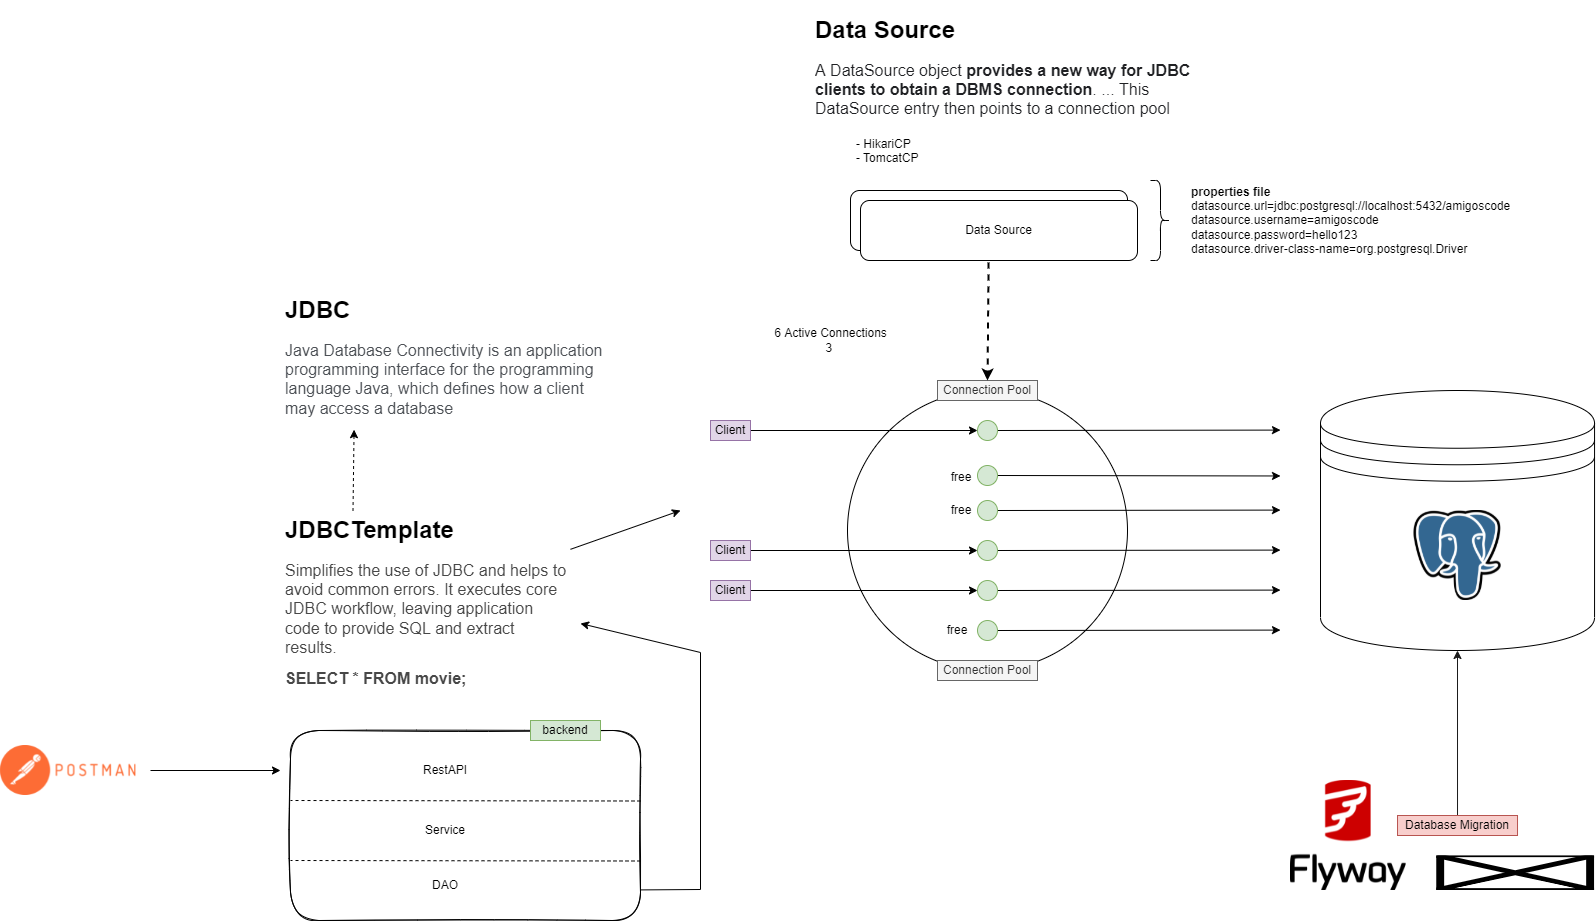 Data Source
A DataSource object provides a new way for JDBC
clients to obtain a DBMS connection. ... This
DataSource entry then points to a connection pool
- HikariCP
- TomcatCP
Data Source
properties file
datasource.url=jdbc:postgresql://localhost:5432/amigoscode
datasource.username=amigoscode
datasource.password=hello123
datasource.driver-class-name=org.postgresql.Driver
JDBC
Java Database Connectivity is an application
programming interface for the programming
language Java, which defines how a client
may access a database
6 Active Connections
3
Connection Pool
Client
free
free
Client
Client
free
Connection Pool
JDBCTemplate
Simplifies the use of JDBC and helps to
avoid common errors. It executes core
JDBC workflow, leaving application
code to provide SQL and extract
results.
SELECT * FROM movie;
backend
POSTMAN
RestAPI
Service
DAO
Database Migration
Flyway